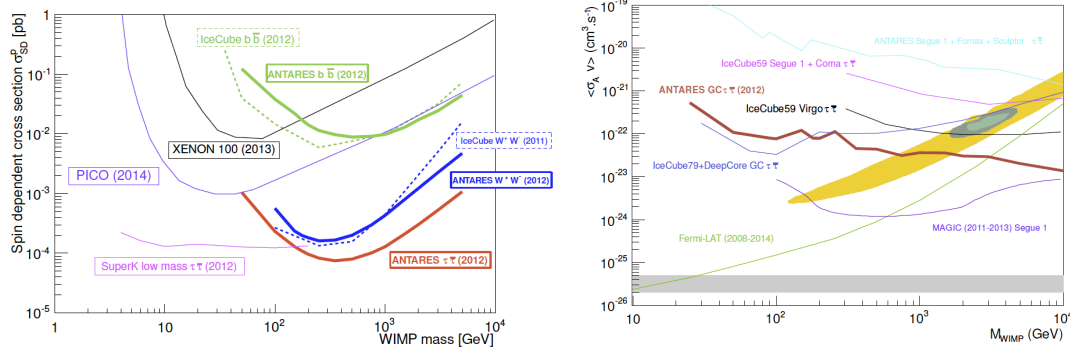 Spin dependent cross section σᵖ_SD [pb]
1
10⁻¹
10⁻²
10⁻³
10⁻⁴
IceCube b b̅ (2012)
ANTARES b b̅ (2012)
XENON 100 (2013)
PICO (2014)
IceCube W⁺ W⁻ (2011)
ANTARES W⁺ W⁻ (2012)
SuperK low mass τ τ̅ (2012)
ANTARES τ τ̅ (2012)
1 10 10² 10³ 10⁴
WIMP mass [GeV]
<σ_A v> (cm³.s⁻¹)
10⁻¹⁹
10⁻²⁰
10⁻²¹
10⁻²²
10⁻²³
10⁻²⁴
10⁻²⁵
10⁻²⁶
ANTARES Segue 1 + Fornax + Sculptor τ τ̅
IceCube59 Segue 1 + Coma τ τ̅
ANTARES GC τ τ̅ (2012)
IceCube59 Virgo τ τ̅
IceCube79+DeepCore GC τ τ̅
MAGIC (2011-2013) Segue 1
Fermi-LAT (2008-2014)
10 10² 10³ 10⁴
M_WIMP (GeV)